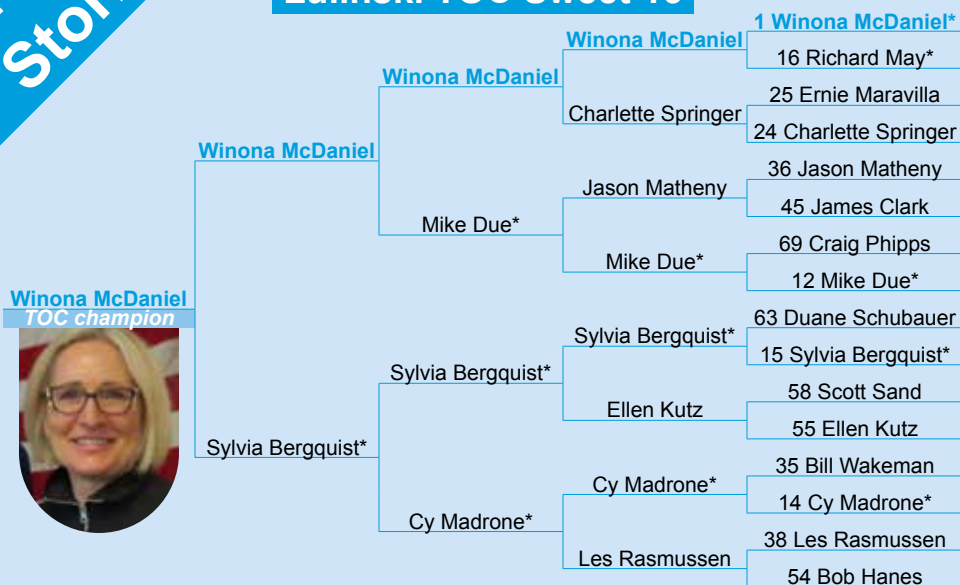 Stor
1 Winona McDaniel*
Winona McDaniel
16 Richard May*
Winona McDaniel
25 Ernie Maravilla
Charlette Springer
24 Charlette Springer
Winona McDaniel
36 Jason Matheny
Jason Matheny
45 James Clark
Mike Due*
69 Craig Phipps
Mike Due*
12 Mike Due*
Winona McDaniel
TOC champion
63 Duane Schubauer
Sylvia Bergquist*
15 Sylvia Bergquist*
Sylvia Bergquist*
58 Scott Sand
Ellen Kutz
55 Ellen Kutz
Sylvia Bergquist*
35 Bill Wakeman
Cy Madrone*
14 Cy Madrone*
Cy Madrone*
38 Les Rasmussen
Les Rasmussen
54 Bob Hanes